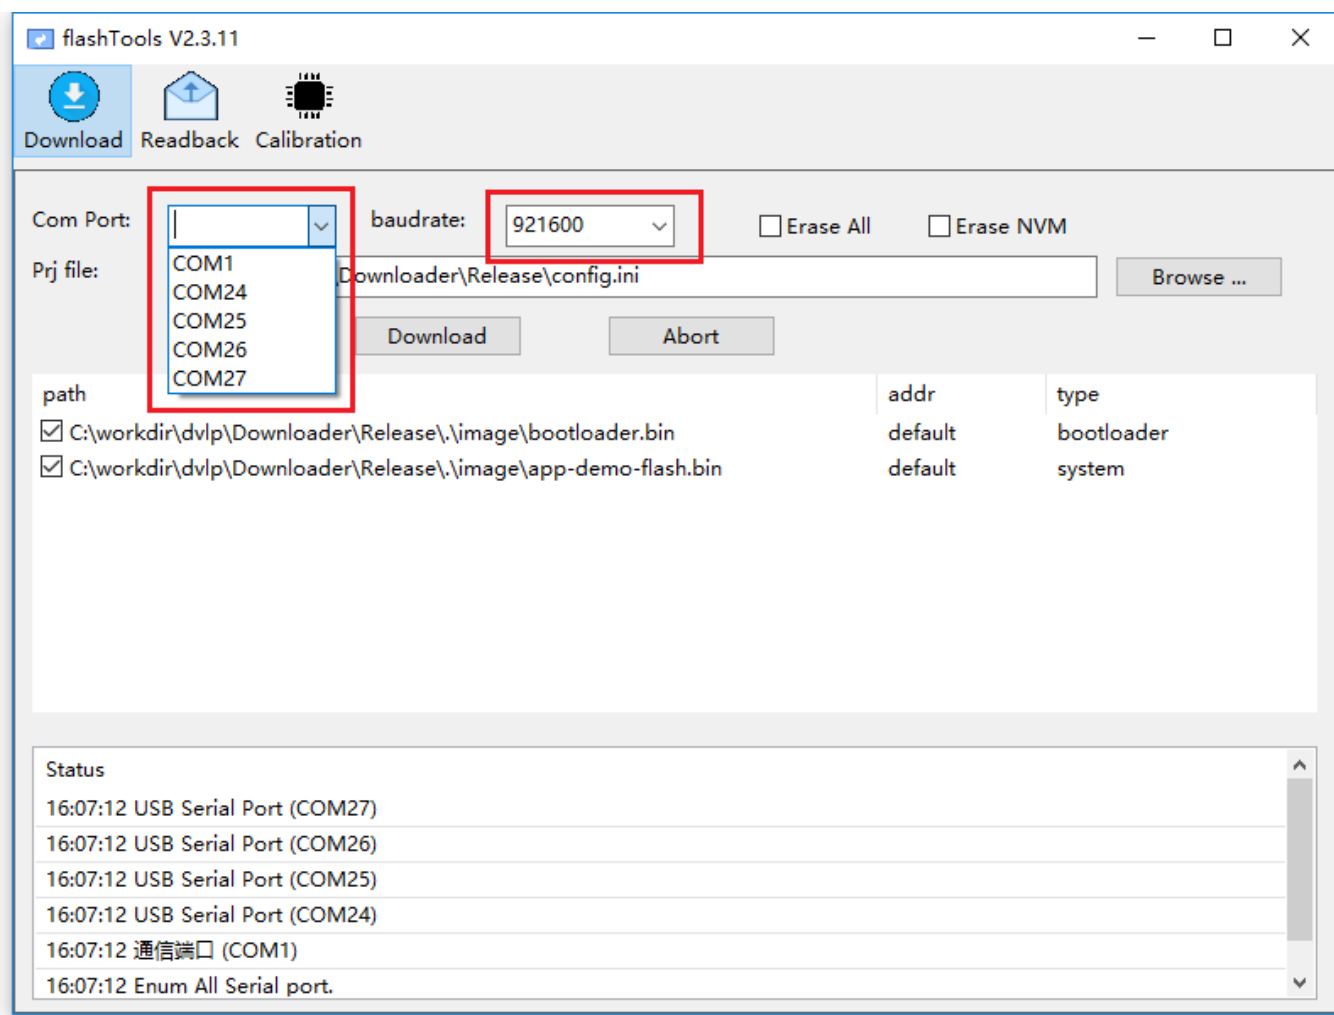 flashTools V2.3.11
Download Readback Calibration
Com Port: baudrate: 921600 Erase All Erase NVM
COM1
COM24
COM25
COM26
COM27
Prj file: \Downloader\Release\config.ini Browse ...
Download Abort
path addr type
C:\workdir\dvlp\Downloader\Release\.\image\bootloader.bin default bootloader
C:\workdir\dvlp\Downloader\Release\.\image\app-demo-flash.bin default system
Status
16:07:12 USB Serial Port (COM27)
16:07:12 USB Serial Port (COM26)
16:07:12 USB Serial Port (COM25)
16:07:12 USB Serial Port (COM24)
16:07:12 通信端口 (COM1)
16:07:12 Enum All Serial port.